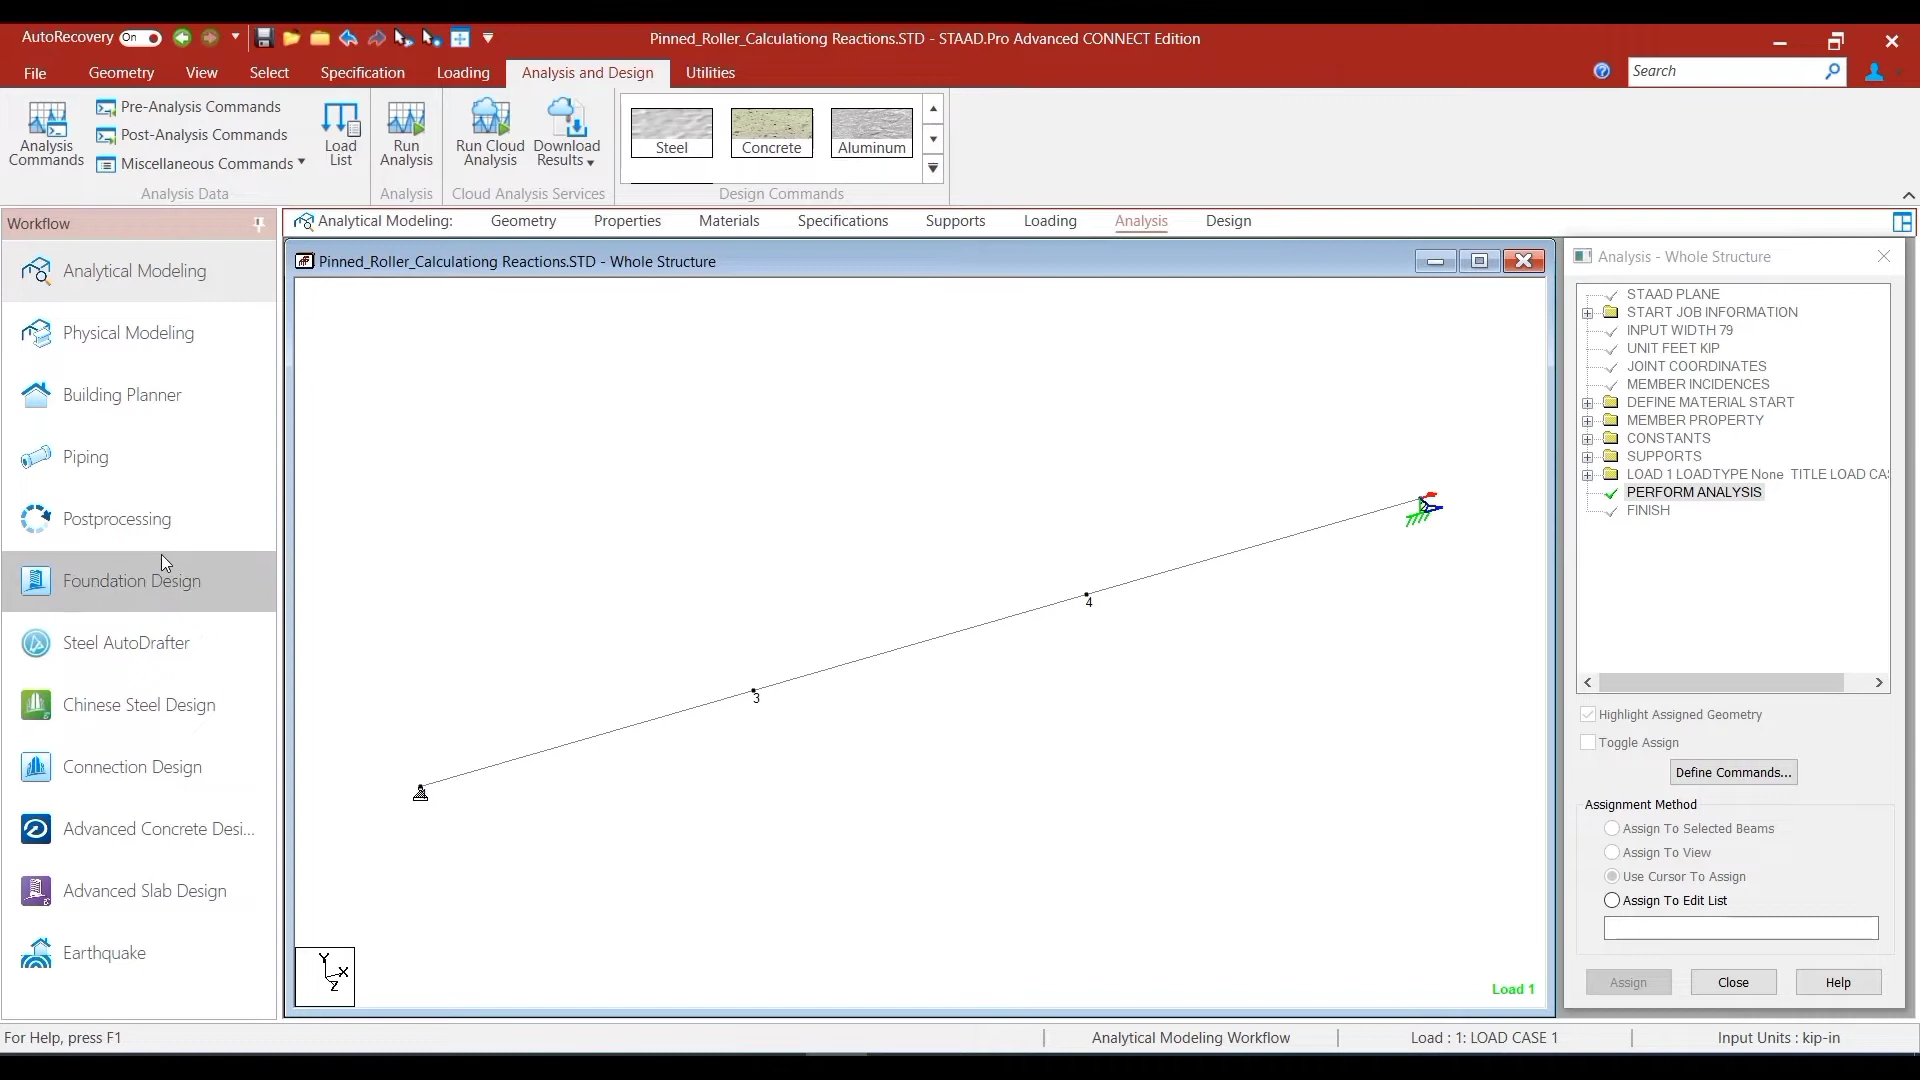 AutoRecovery On
Pinned_Roller_Calculationg Reactions.STD - STAAD.Pro Advanced CONNECT Edition
File Geometry View Select Specification Loading Analysis and Design Utilities
Search
Analysis Commands
Pre-Analysis Commands
Post-Analysis Commands
Miscellaneous Commands
Load List
Run Analysis
Run Cloud Analysis
Download Results
Steel Concrete Aluminum
Analysis Data Analysis Cloud Analysis Services Design Commands
Workflow
Analytical Modeling: Geometry Properties Materials Specifications Supports Loading Analysis Design
Analytical Modeling
Physical Modeling
Building Planner
Piping
Postprocessing
Foundation Design
Steel AutoDrafter
Chinese Steel Design
Connection Design
Advanced Concrete Desi...
Advanced Slab Design
Earthquake
Pinned_Roller_Calculationg Reactions.STD - Whole Structure
4
3
Y
X
Z
Load 1
Analysis - Whole Structure
STAAD PLANE
START JOB INFORMATION
INPUT WIDTH 79
UNIT FEET KIP
JOINT COORDINATES
MEMBER INCIDENCES
DEFINE MATERIAL START
MEMBER PROPERTY
CONSTANTS
SUPPORTS
LOAD 1 LOADTYPE None TITLE LOAD CA
PERFORM ANALYSIS
FINISH
Highlight Assigned Geometry
Toggle Assign
Define Commands...
Assignment Method
Assign To Selected Beams
Assign To View
Use Cursor To Assign
Assign To Edit List
Assign Close Help
For Help, press F1
Analytical Modeling Workflow
Load : 1: LOAD CASE 1
Input Units : kip-in